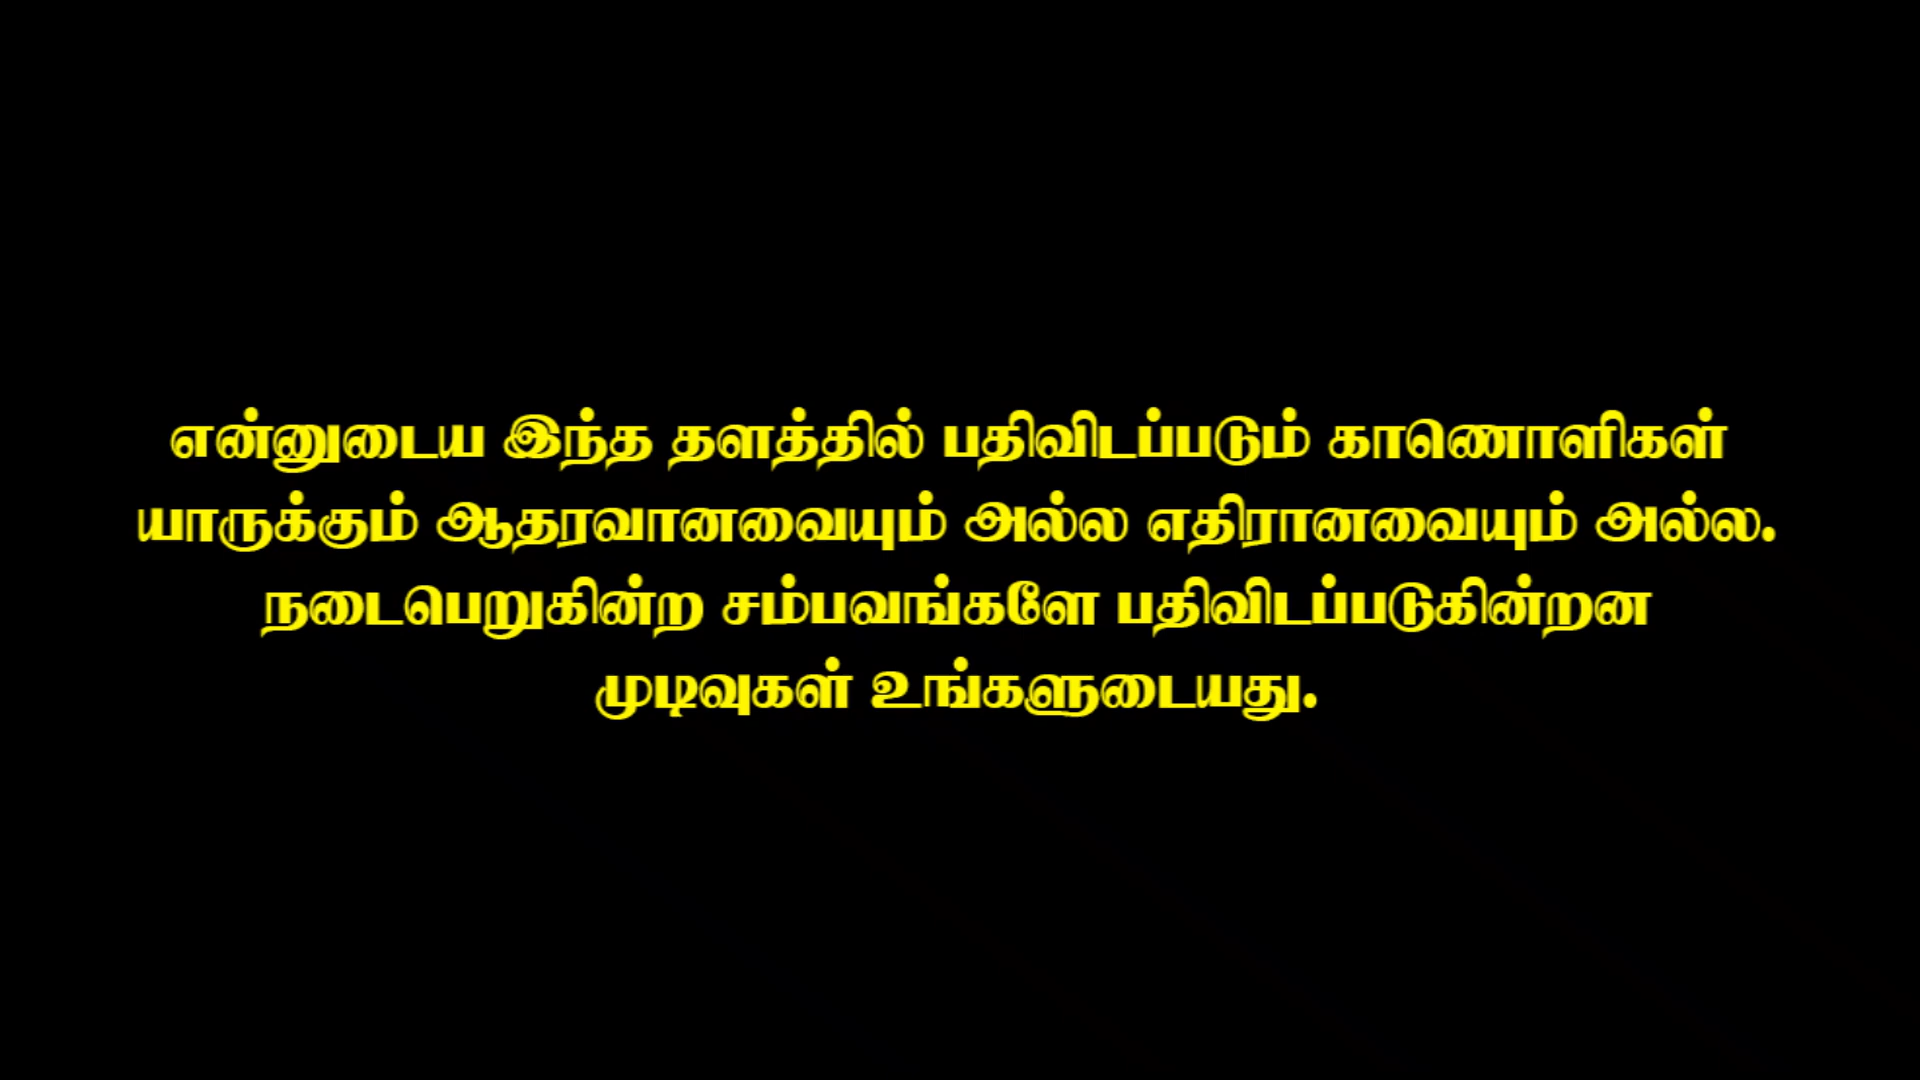 என்னுடைய இந்த தளத்தில் பதிவிடப்படும் காணொளிகள்
யாருக்கும் ஆதரவானவையும் அல்ல எதிரானவையும் அல்ல.
நடைபெறுகின்ற சம்பவங்களே பதிவிடப்படுகின்றன
முடிவுகள் உங்களுடையது.